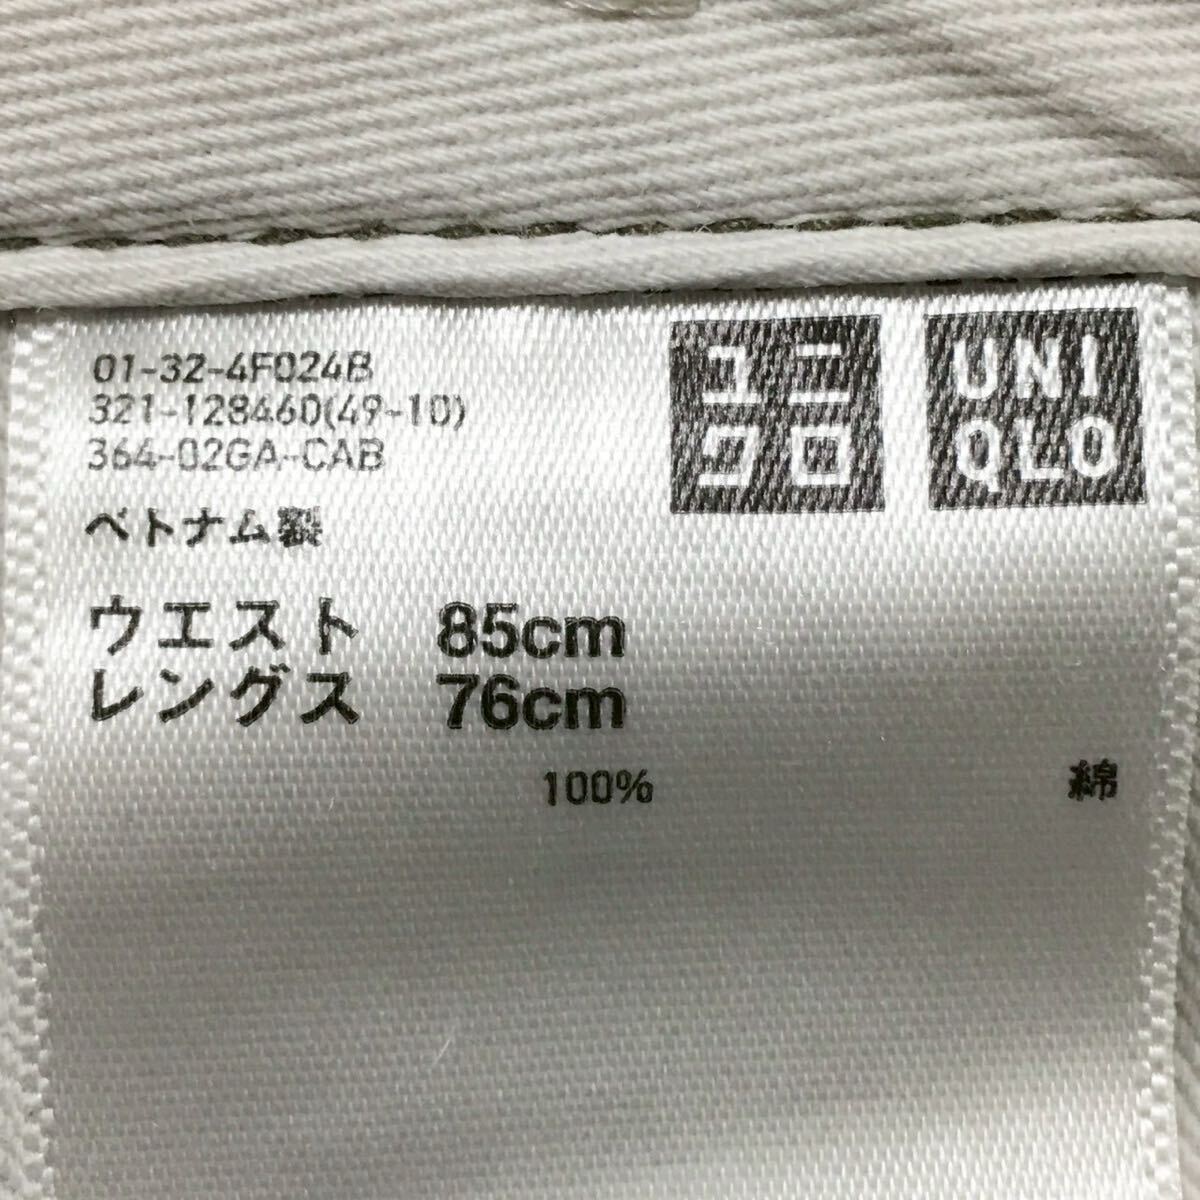 01-32-4F024B
321-128460(49-10)
364-02GA-CAB
ユニ
クロ
UNI
QLO
ベトナム製
ウエスト 85cm
レングス 76cm
100% 綿